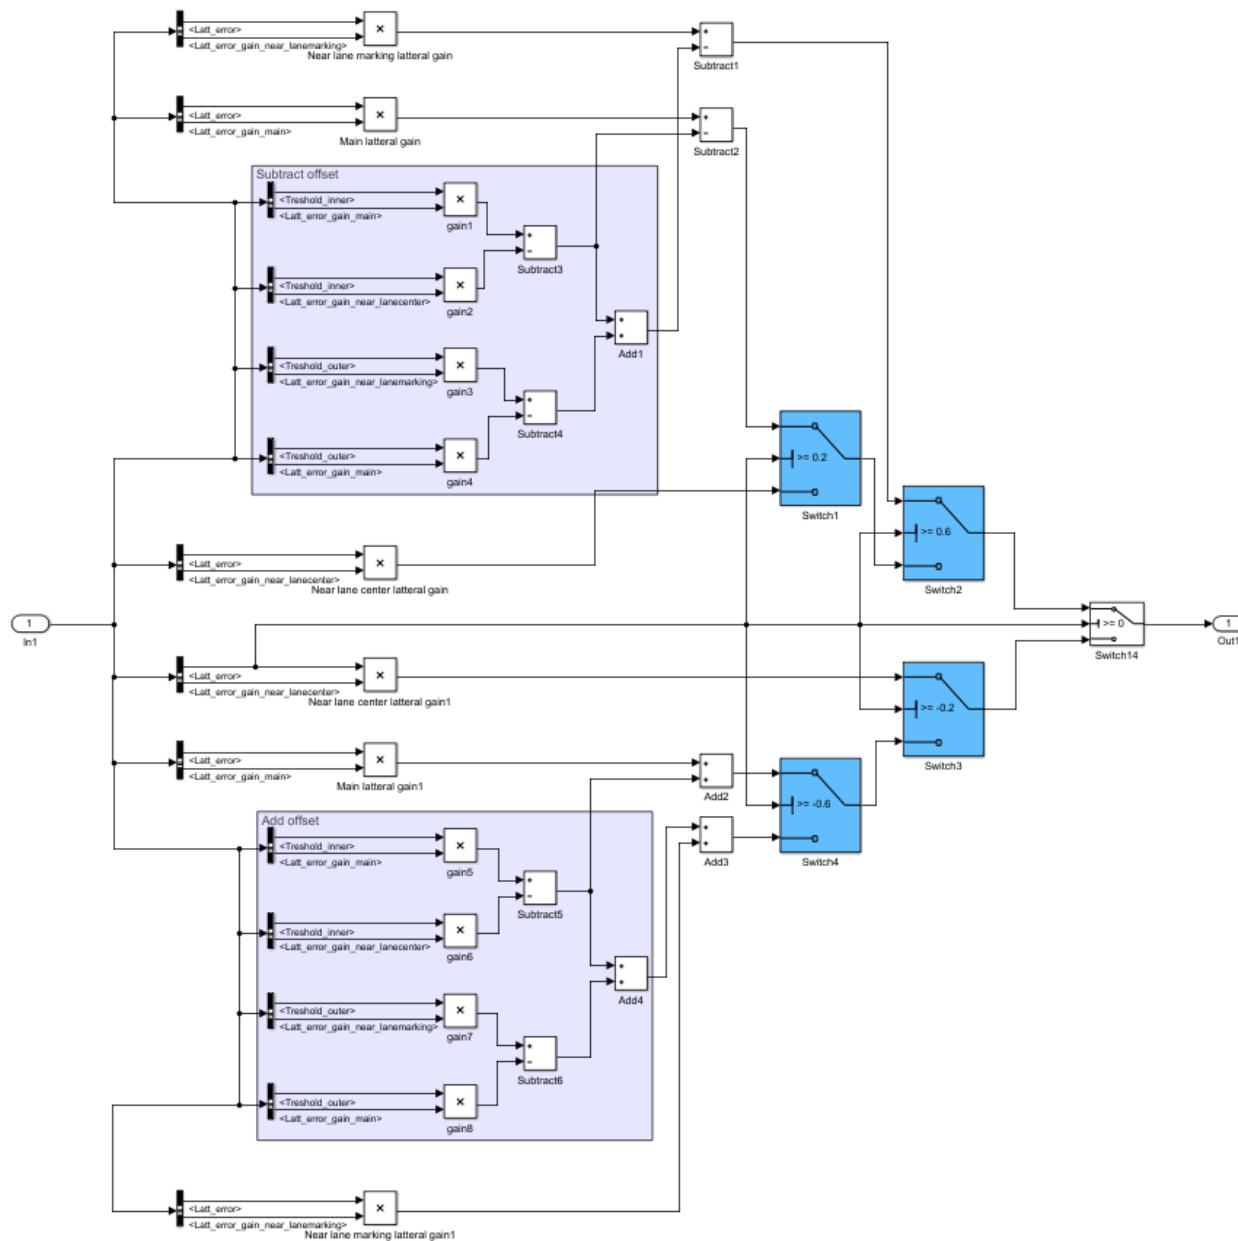 <Latt_error>
<Latt_error_gain_near_lanemarking>
×
Near lane marking latteral gain
+
−
Subtract1
<Latt_error>
<Latt_error_gain_main>
×
Main latteral gain
+
−
Subtract2
Subtract offset
<Treshold_inner>
<Latt_error_gain_main>
×
gain1
+
−
Subtract3
<Treshold_inner>
<Latt_error_gain_near_lanecenter>
×
gain2
+
+
Add1
<Treshold_outer>
<Latt_error_gain_near_lanemarking>
×
gain3
+
−
Subtract4
<Treshold_outer>
<Latt_error_gain_main>
×
gain4
>= 0.2
Switch1
>= 0.6
Switch2
<Latt_error>
<Latt_error_gain_near_lanecenter>
×
Near lane center latteral gain
1
In1
>= 0
Switch14
1
Out1
<Latt_error>
<Latt_error_gain_near_lanecenter>
×
Near lane center latteral gain1
>= -0.2
Switch3
<Latt_error>
<Latt_error_gain_main>
×
Main latteral gain1
+
+
Add2
>= -0.6
Switch4
+
+
Add3
Add offset
<Treshold_inner>
<Latt_error_gain_main>
×
gain5
+
−
Subtract5
<Treshold_inner>
<Latt_error_gain_near_lanecenter>
×
gain6
+
+
Add4
<Treshold_outer>
<Latt_error_gain_near_lanemarking>
×
gain7
+
−
Subtract6
<Treshold_outer>
<Latt_error_gain_main>
×
gain8
<Latt_error>
<Latt_error_gain_near_lanemarking>
×
Near lane marking latteral gain1